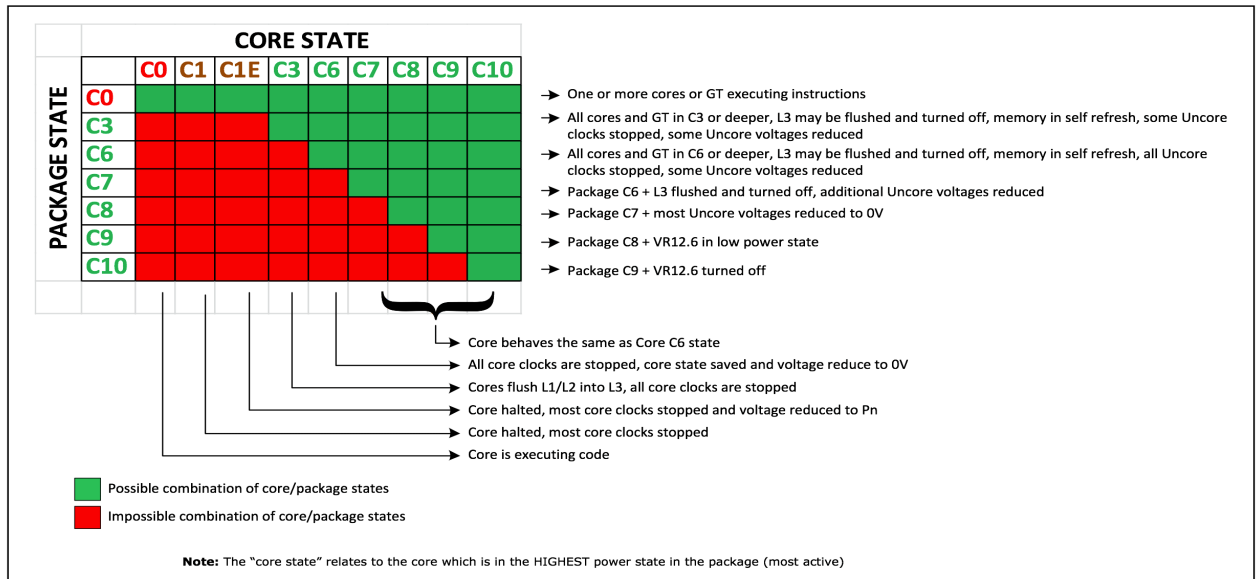 CORE STATE
C0 C1 C1E C3 C6 C7 C8 C9 C10
PACKAGE STATE
C0
C3
C6
C7
C8
C9
C10
One or more cores or GT executing instructions
All cores and GT in C3 or deeper, L3 may be flushed and turned off, memory in self refresh, some Uncore
clocks stopped, some Uncore voltages reduced
All cores and GT in C6 or deeper, L3 may be flushed and turned off, memory in self refresh, all Uncore
clocks stopped, some Uncore voltages reduced
Package C6 + L3 flushed and turned off, additional Uncore voltages reduced
Package C7 + most Uncore voltages reduced to 0V
Package C8 + VR12.6 in low power state
Package C9 + VR12.6 turned off
Core behaves the same as Core C6 state
All core clocks are stopped, core state saved and voltage reduce to 0V
Cores flush L1/L2 into L3, all core clocks are stopped
Core halted, most core clocks stopped and voltage reduced to Pn
Core halted, most core clocks stopped
Core is executing code
Possible combination of core/package states
Impossible combination of core/package states
Note: The “core state” relates to the core which is in the HIGHEST power state in the package (most active)